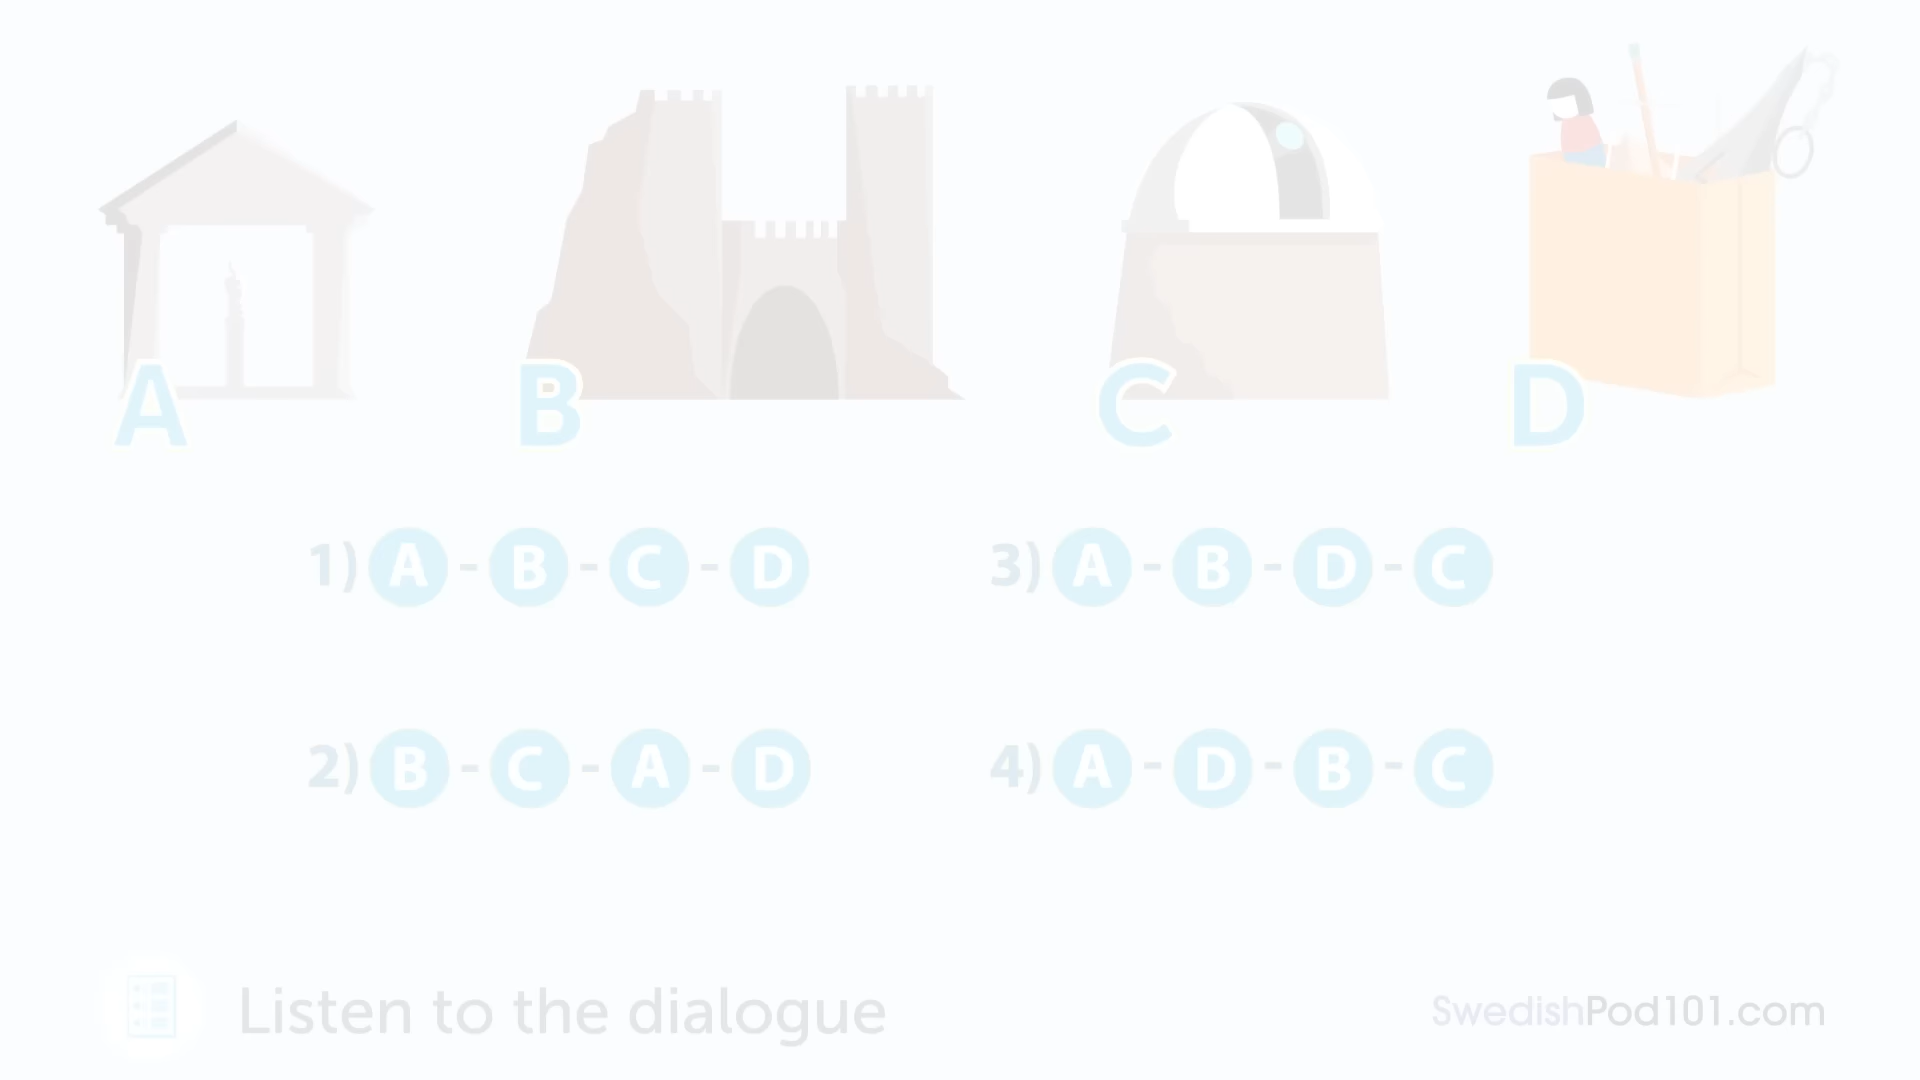 A B C D
1) A - B - C - D
3) A - B - D - C
2) B - C - A - D
4) A - D - B - C
Listen to the dialogue
SwedishPod101.com